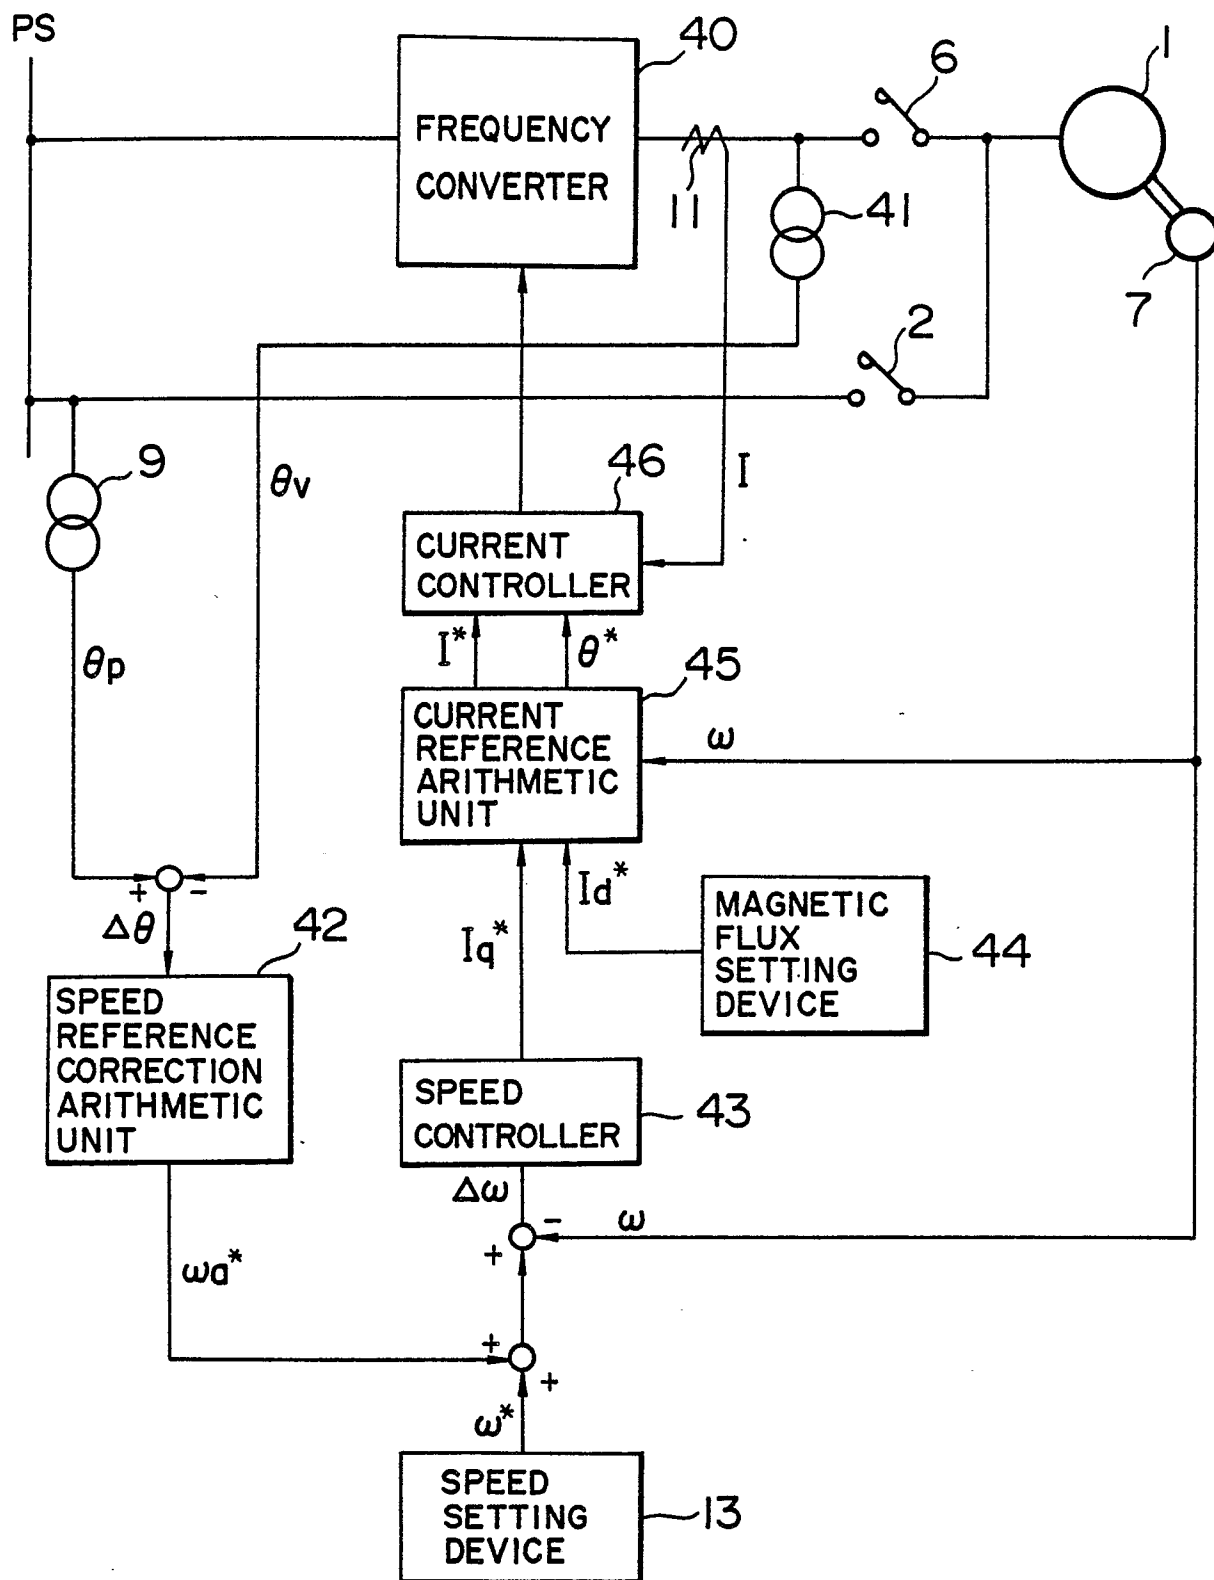 PS
40
6
1
FREQUENCY
CONVERTER
11
41
7
2
9
θv
46
I
CURRENT
CONTROLLER
I*
θ*
θp
45
CURRENT
REFERENCE
ARITHMETIC
UNIT
ω
+
-
Id*
Δθ
42
Iq*
MAGNETIC
FLUX
SETTING
DEVICE
44
SPEED
REFERENCE
CORRECTION
ARITHMETIC
UNIT
SPEED
CONTROLLER
43
Δω
-
ω
+
ωa*
+
+
ω*
SPEED
SETTING
DEVICE
13